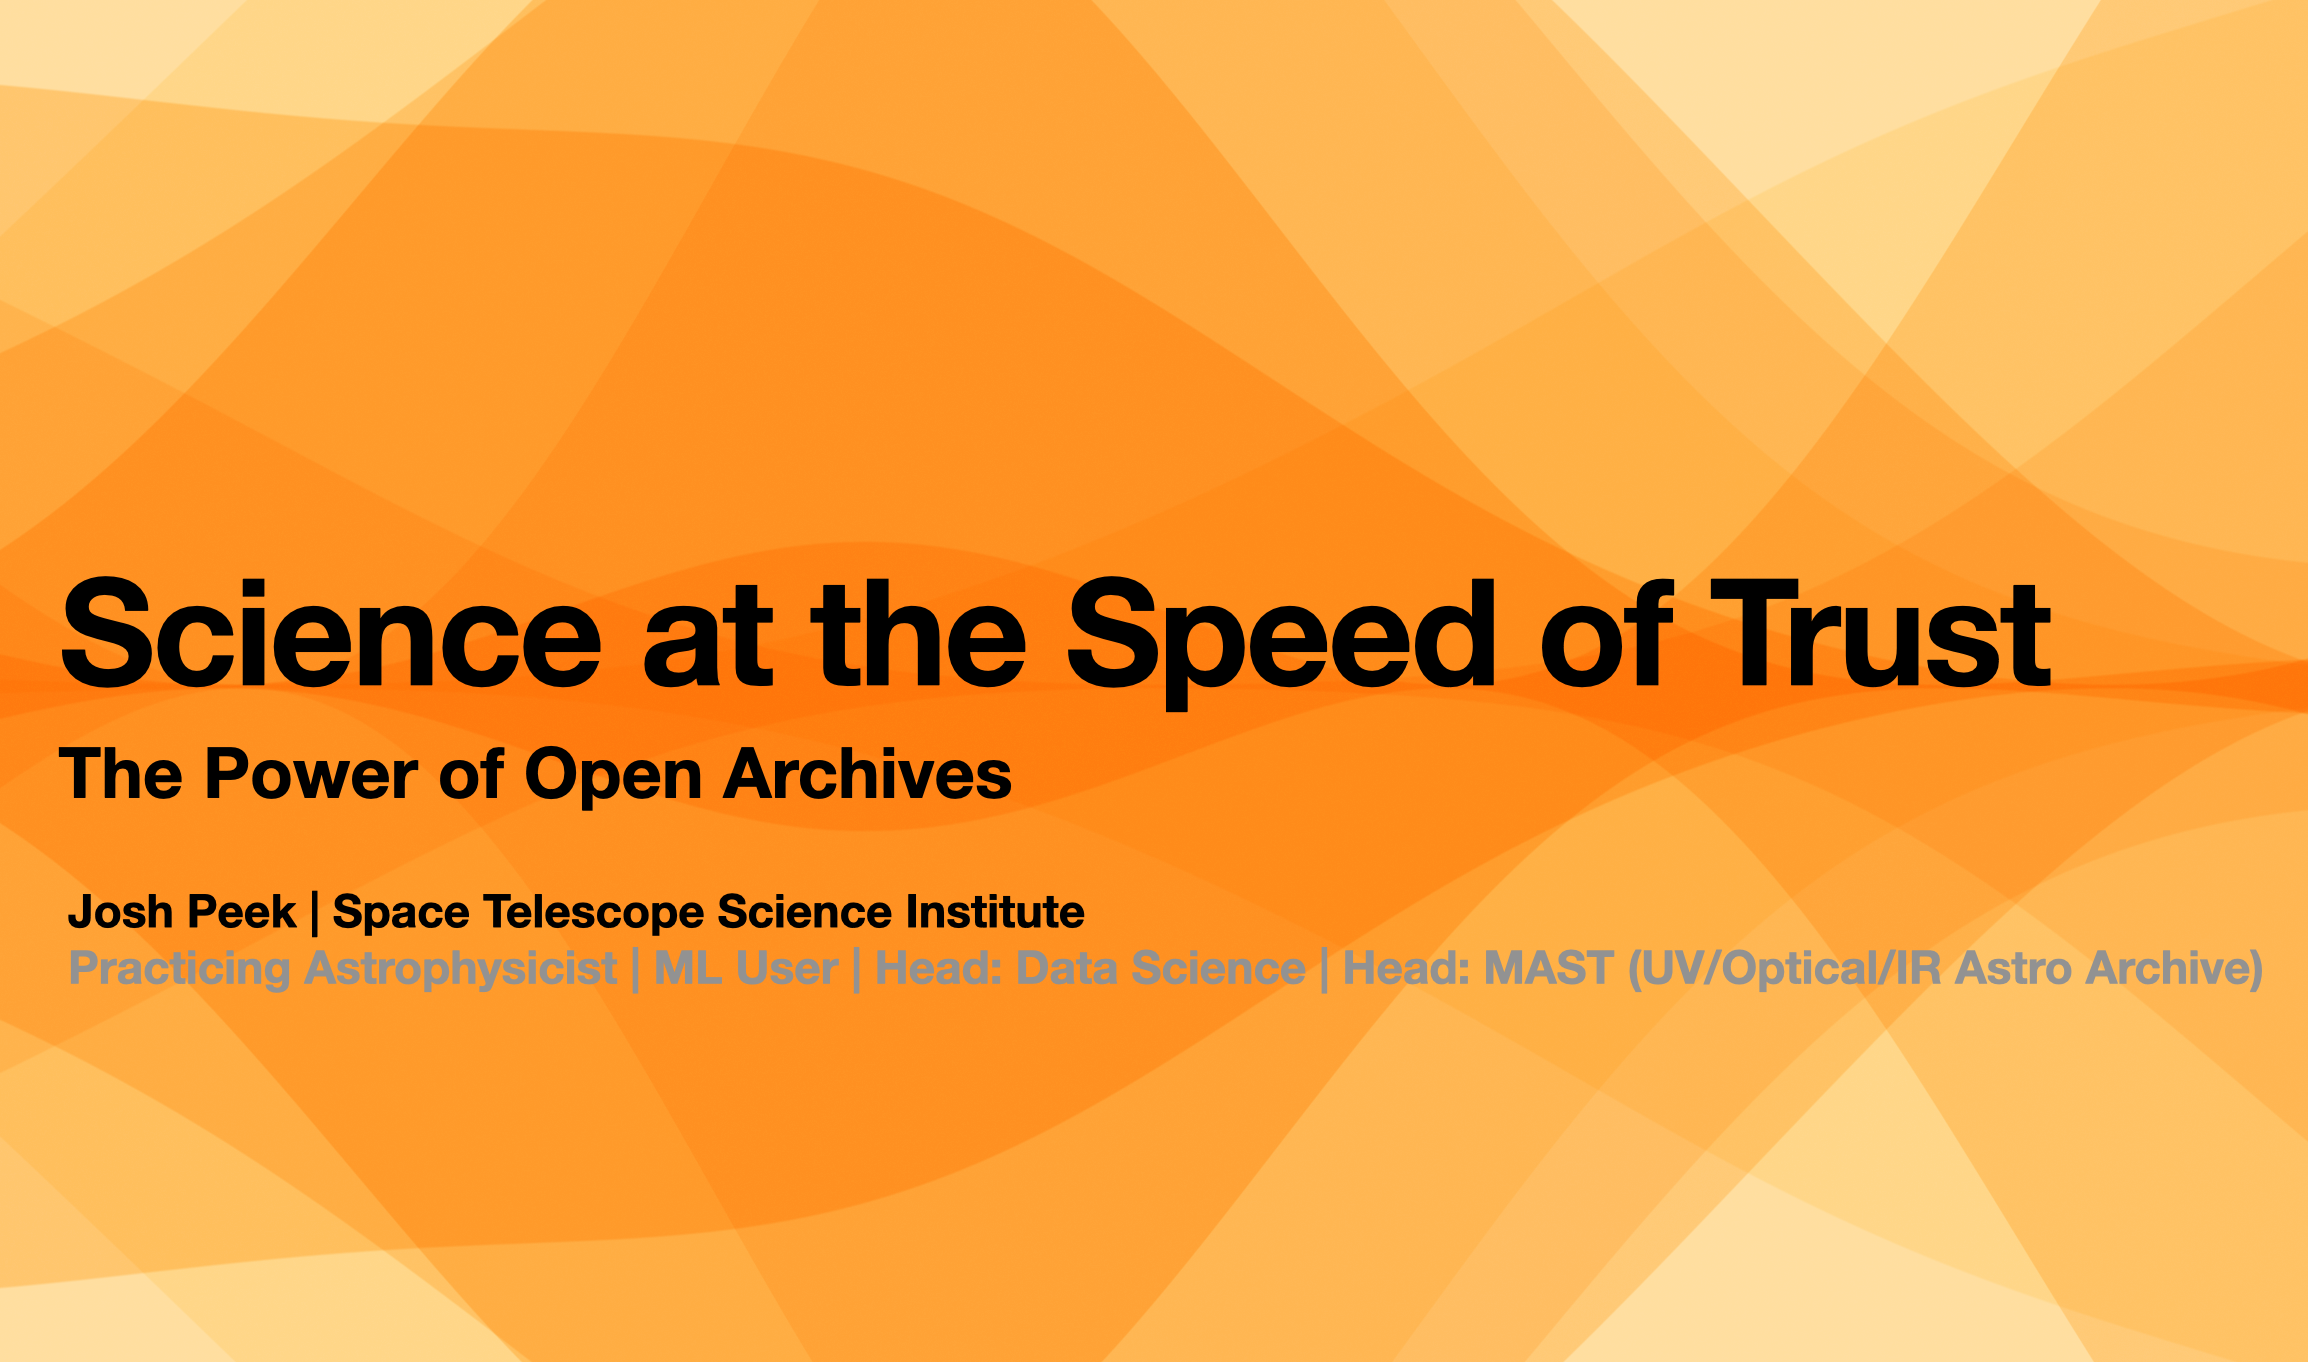 Science at the Speed of Trust
The Power of Open Archives
Josh Peek | Space Telescope Science Institute
Practicing Astrophysicist | ML User | Head: Data Science | Head: MAST (UV/Optical/IR Astro Archive)